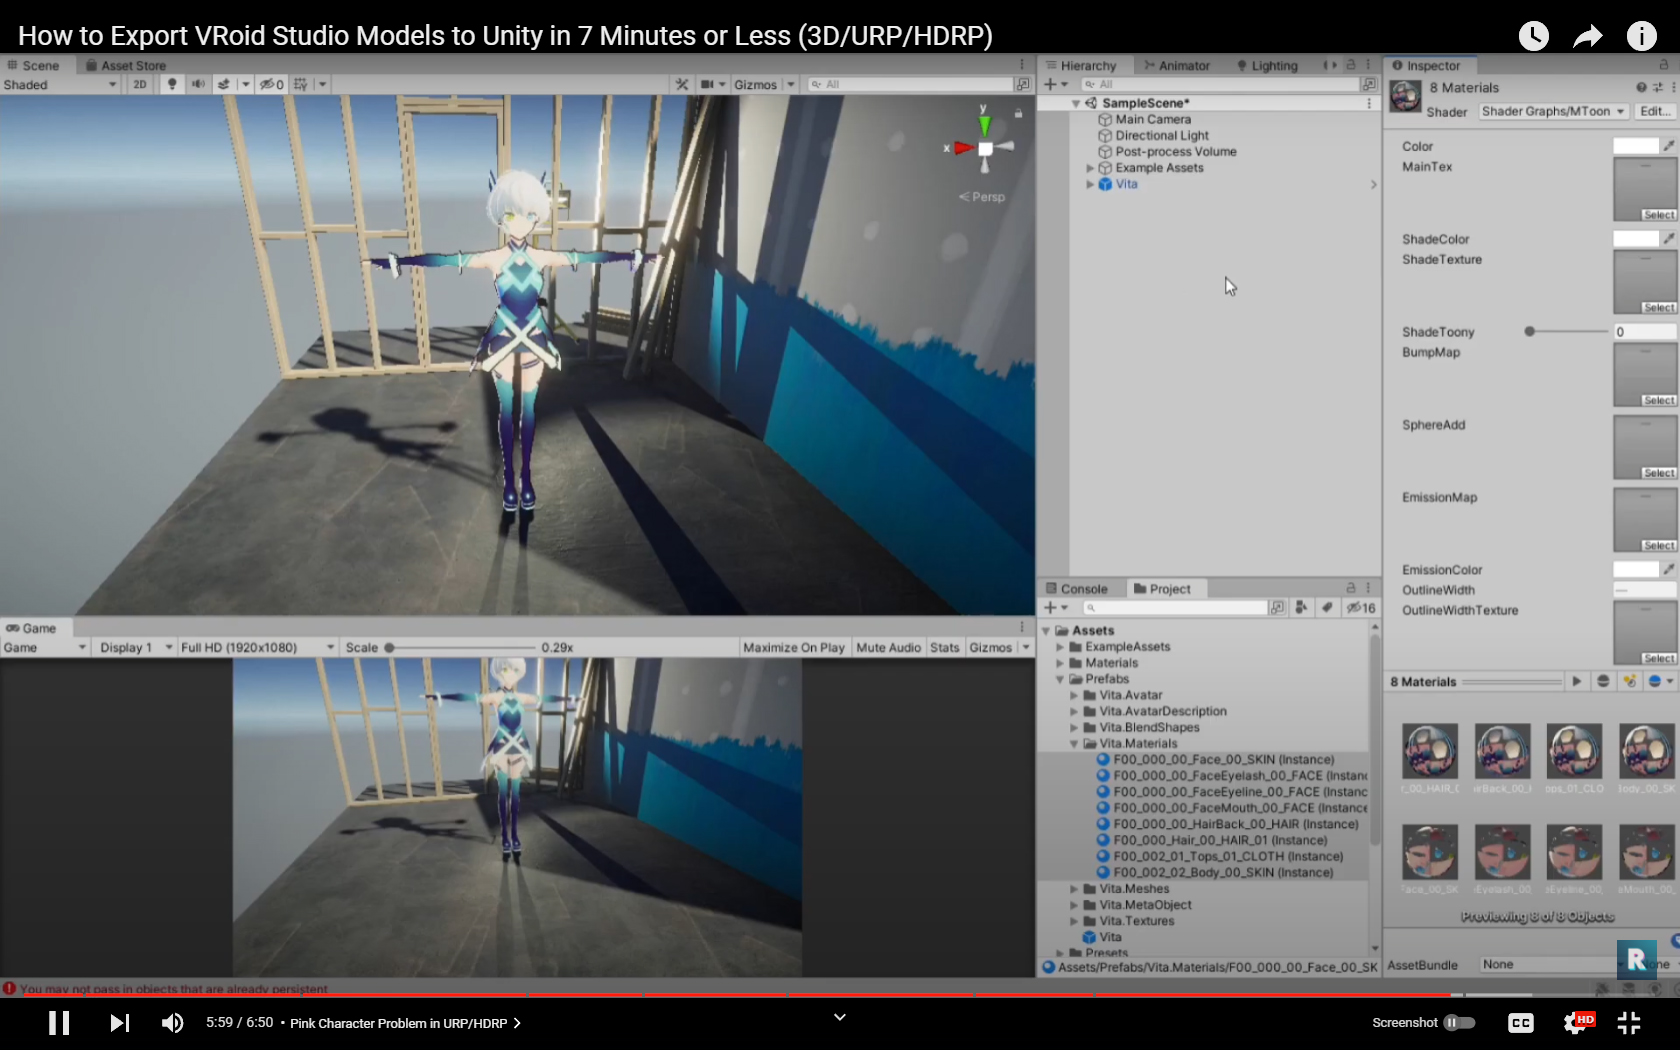 How to Export VRoid Studio Models to Unity in 7 Minutes or Less (3D/URP/HDRP)
Scene
Asset Store
Shaded
2D
0
Gizmos
All
y
x
Persp
Hierarchy
Animator
Lighting
All
SampleScene*
Main Camera
Directional Light
Post-process Volume
Example Assets
Vita
Inspector
8 Materials
Shader
Shader Graphs/MToon
Edit...
Color
MainTex
Select
ShadeColor
ShadeTexture
Select
ShadeToony
0
BumpMap
Select
SphereAdd
Select
EmissionMap
Select
EmissionColor
OutlineWidth
OutlineWidthTexture
Select
Game
Game
Display 1
Full HD (1920x1080)
Scale
0.29x
Maximize On Play
Mute Audio
Stats
Gizmos
Console
Project
16
Assets
ExampleAssets
Materials
Prefabs
Vita.Avatar
Vita.AvatarDescription
Vita.BlendShapes
Vita.Materials
F00_000_00_Face_00_SKIN (Instance)
F00_000_00_FaceEyelash_00_FACE (Instanc
F00_000_00_FaceEyeline_00_FACE (Instanc
F00_000_00_FaceMouth_00_FACE (Instance
F00_000_00_HairBack_00_HAIR (Instance)
F00_000_Hair_00_HAIR_01 (Instance)
F00_002_01_Tops_01_CLOTH (Instance)
F00_002_02_Body_00_SKIN (Instance)
Vita.Meshes
Vita.MetaObject
Vita.Textures
Vita
Presets
Assets/Prefabs/Vita.Materials/F00_000_00_Face_00_SK
8 Materials
Previewing 8 of 8 Objects
AssetBundle
None
None
R
You may not pass in objects that are already persistent
5:59 / 6:50 • Pink Character Problem in URP/HDRP
Screenshot
CC
HD